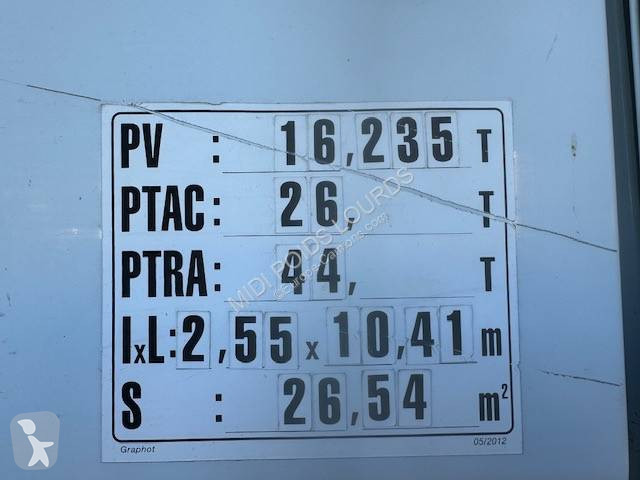 PV : 16,235 T
PTAC: 26, T
PTRA: 44, T
IxL: 2,55 x 10,41 m
S : 26,54 m²
Graphot 05/2012
MIDI POIDS LOURDS